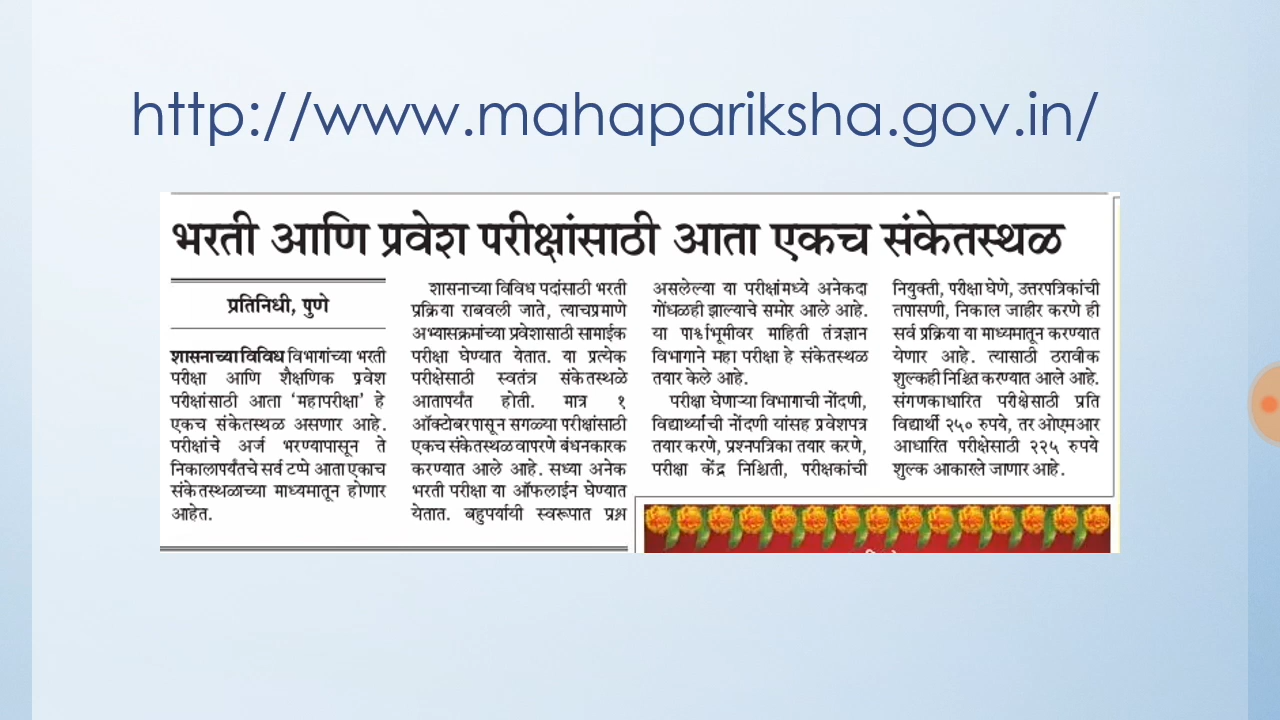 http://www.mahapariksha.gov.in/
भरती आणि प्रवेश परीक्षांसाठी आता एकच संकेतस्थळ
प्रतिनिधी, पुणे
शासनाच्या विविध विभागांच्या भरती
परीक्षा आणि शैक्षणिक प्रवेश
परीक्षांसाठी आता 'महापरीक्षा' हे
एकच संकेतस्थळ असणार आहे.
परीक्षांचे अर्ज भरण्यापासून ते
निकालापर्यंतचे सर्व टप्पे आता एकाच
संकेतस्थळाच्या माध्यमातून होणार
आहेत.
शासनाच्या विविध पदांसाठी भरती
प्रक्रिया राबवली जाते, त्याचप्रमाणे
अभ्यासक्रमांच्या प्रवेशासाठी सामाईक
परीक्षा घेण्यात येतात. या प्रत्येक
परीक्षेसाठी स्वतंत्र संकेतस्थळे
आतापर्यंत होती. मात्र १
ऑक्टोबरपासून सगळ्या परीक्षांसाठी
एकच संकेतस्थळ वापरणे बंधनकारक
करण्यात आले आहे. सध्या अनेक
भरती परीक्षा या ऑफलाईन घेण्यात
येतात. बहुपर्यायी स्वरूपात प्रश्न
असलेल्या या परीक्षांमध्ये अनेकदा
गोंधळही झाल्याचे समोर आले आहे.
या पार्श्वभूमीवर माहिती तंत्रज्ञान
विभागाने महा परीक्षा हे संकेतस्थळ
तयार केले आहे.
परीक्षा घेणाऱ्या विभागाची नोंदणी,
विद्यार्थ्यांची नोंदणी यांसह प्रवेशपत्र
तयार करणे, प्रश्नपत्रिका तयार करणे,
परीक्षा केंद्र निश्चिती, परीक्षकांची
नियुक्ती, परीक्षा घेणे, उत्तरपत्रिकांची
तपासणी, निकाल जाहीर करणे ही
सर्व प्रक्रिया या माध्यमातून करण्यात
येणार आहे. त्यासाठी ठरावीक
शुल्कही निश्चित करण्यात आले आहे.
संगणकाधारित परीक्षेसाठी प्रति
विद्यार्थी २५० रुपये, तर ओएमआर
आधारित परीक्षेसाठी २२५ रुपये
शुल्क आकारले जाणार आहे.